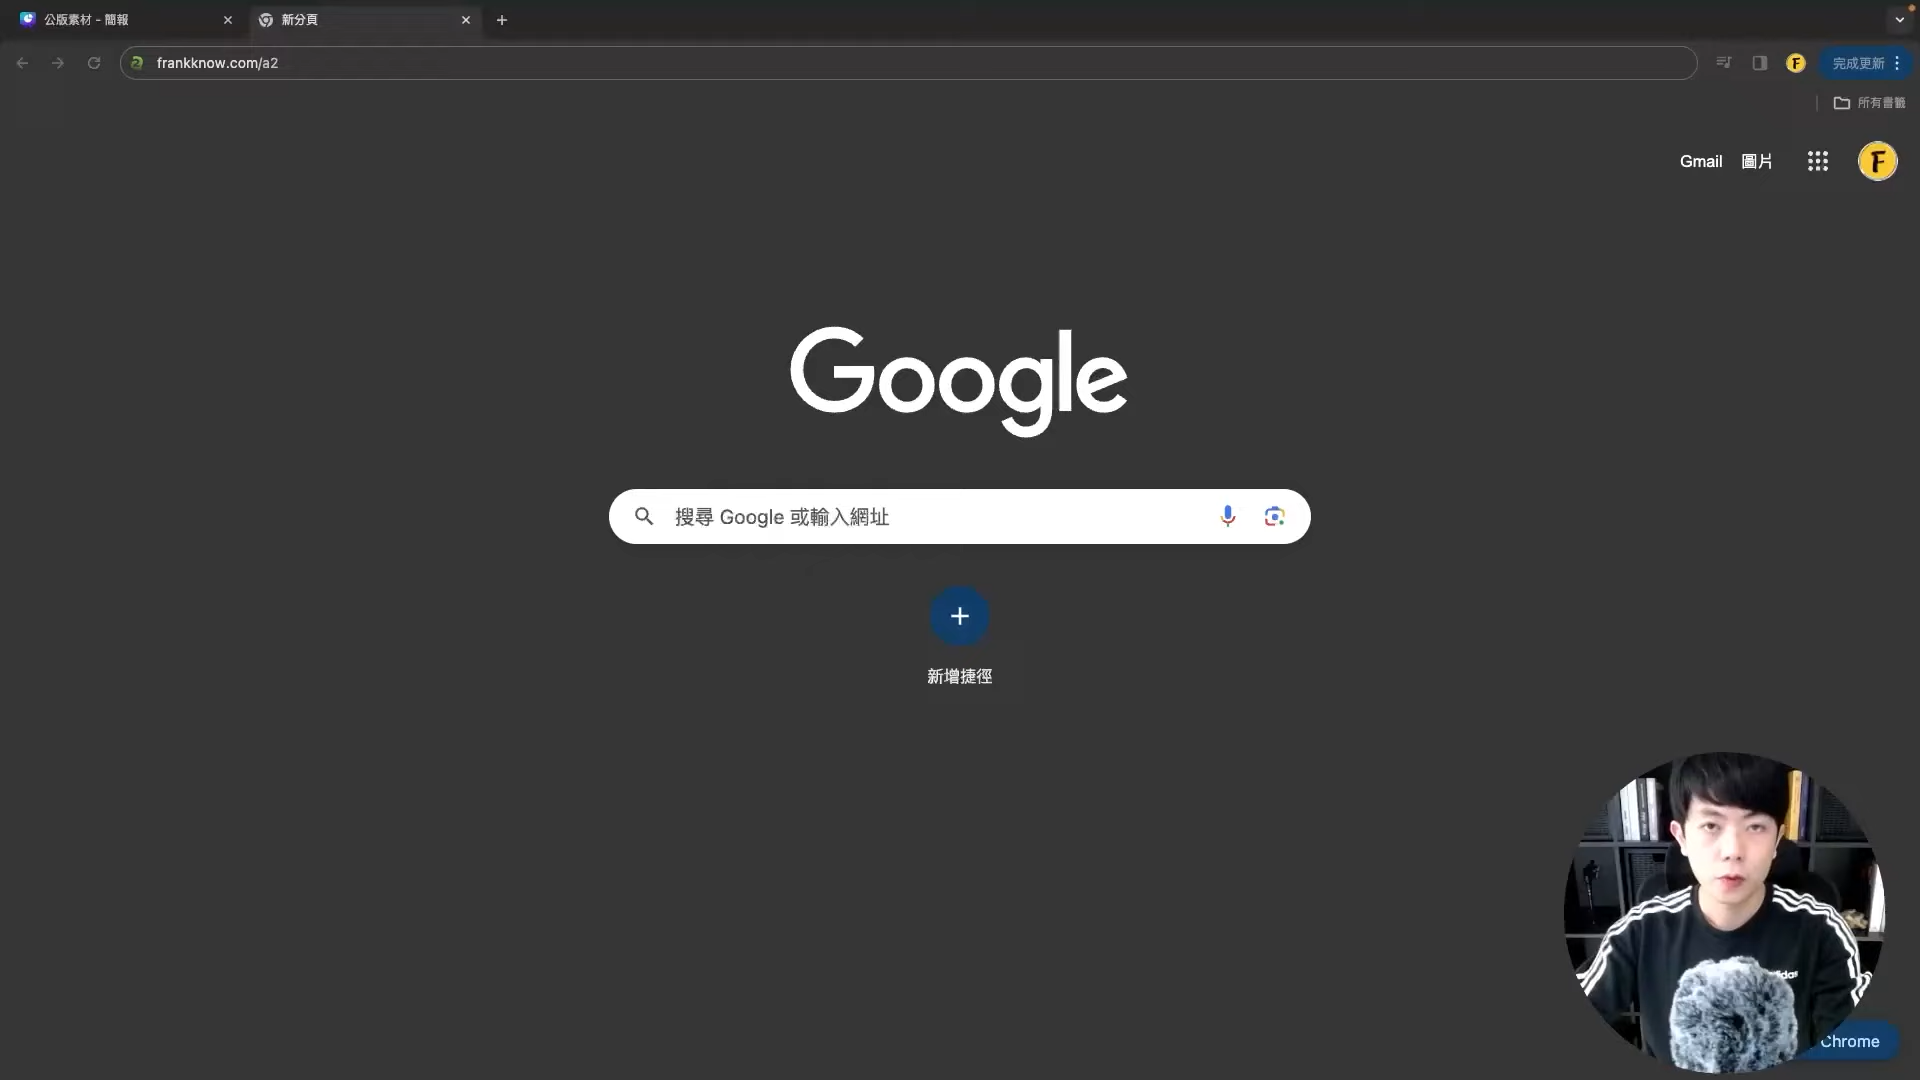 公版素材 - 簡報
新分頁
frankknow.com/a2
完成更新
所有書籤
Gmail
圖片
Google
搜尋 Google 或輸入網址
新增捷徑
Chrome